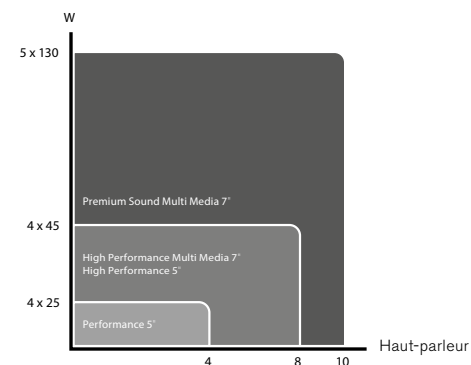 W
5 x 130
Premium Sound Multi Media 7"
4 x 45
High Performance Multi Media 7"
High Performance 5"
4 x 25
Performance 5"
Haut-parleur
4 8 10